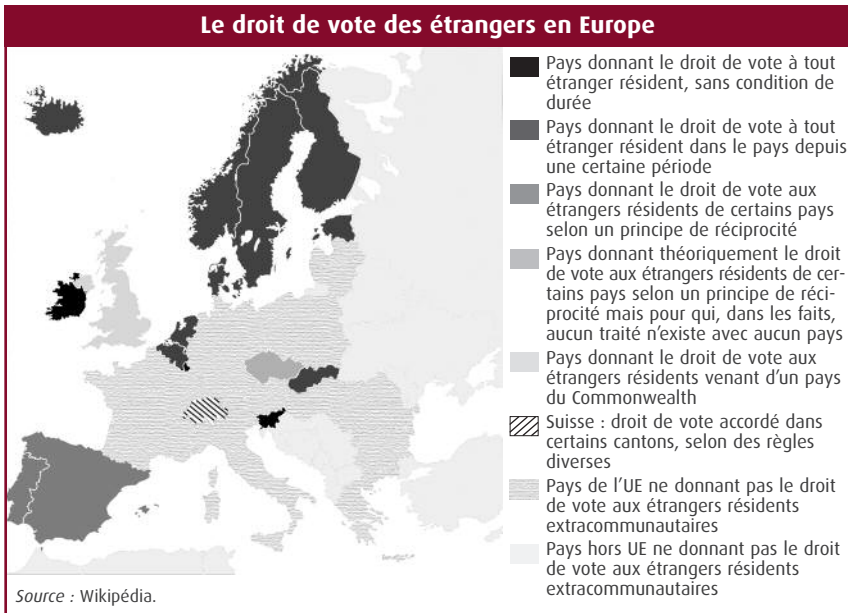 Le droit de vote des étrangers en Europe
Pays donnant le droit de vote à tout
étranger résident, sans condition de
durée
Pays donnant le droit de vote à tout
étranger résident dans le pays depuis
une certaine période
Pays donnant le droit de vote aux
étrangers résidents de certains pays
selon un principe de réciprocité
Pays donnant théoriquement le droit
de vote aux étrangers résidents de cer-
tains pays selon un principe de réci-
procité mais pour qui, dans les faits,
aucun traité n'existe avec aucun pays
Pays donnant le droit de vote aux
étrangers résidents venant d'un pays
du Commonwealth
Suisse : droit de vote accordé dans
certains cantons, selon des règles
diverses
Pays de l'UE ne donnant pas le droit
de vote aux étrangers résidents
extracommunautaires
Pays hors UE ne donnant pas le droit
de vote aux étrangers résidents
extracommunautaires
Source : Wikipédia.